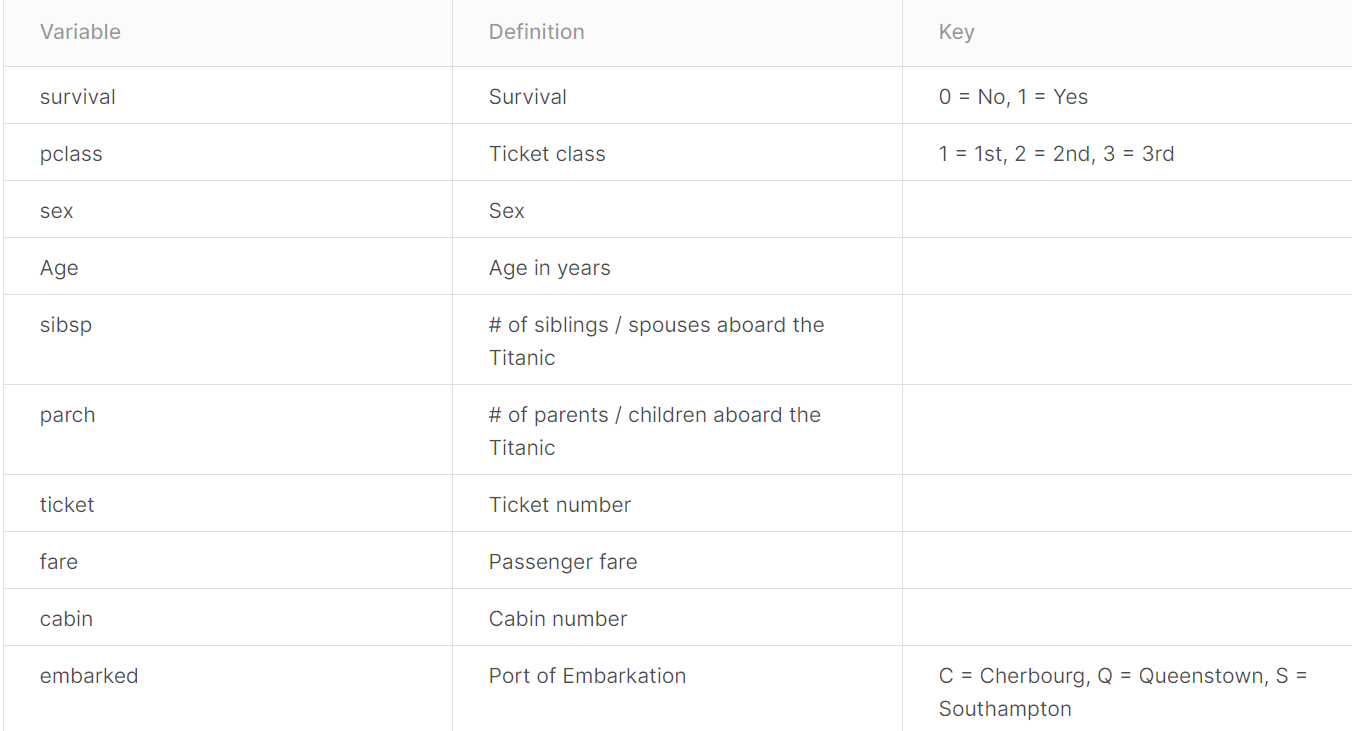 Variable Definition Key
survival Survival 0 = No, 1 = Yes
pclass Ticket class 1 = 1st, 2 = 2nd, 3 = 3rd
sex Sex
Age Age in years
sibsp # of siblings / spouses aboard the
Titanic
parch # of parents / children aboard the
Titanic
ticket Ticket number
fare Passenger fare
cabin Cabin number
embarked Port of Embarkation C = Cherbourg, Q = Queenstown, S =
Southampton